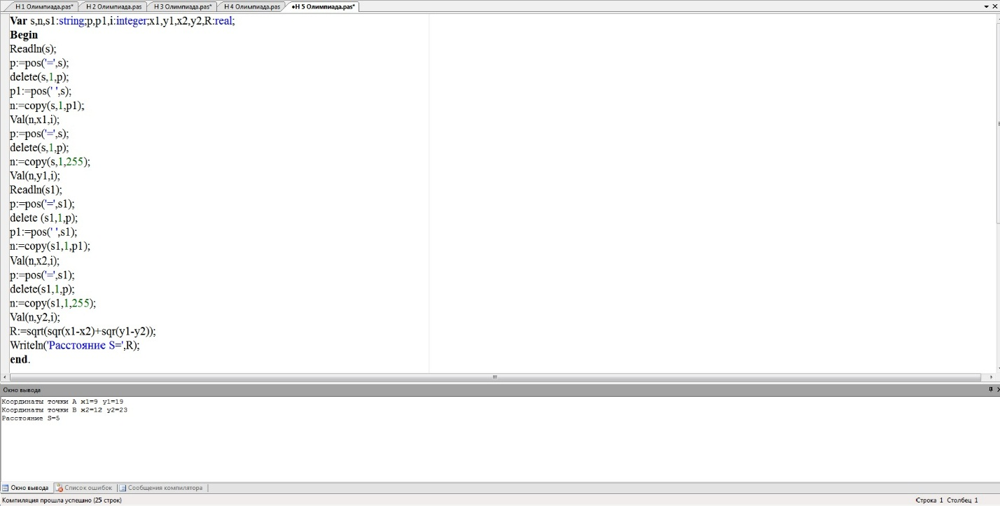 Н 1 Олимпиада.pas* Н 2 Олимпиада.pas Н 3 Олимпиада.pas* Н 4 Олимпиада.pas •Н 5 Олимпиада.pas*
Var s,n,s1:string;p,p1,i:integer;x1,y1,x2,y2,R:real;
Begin
Readln(s);
p:=pos('=',s);
delete(s,1,p);
p1:=pos(' ',s);
n:=copy(s,1,p1);
Val(n,x1,i);
p:=pos('=',s);
delete(s,1,p);
n:=copy(s,1,255);
Val(n,y1,i);
Readln(s1);
p:=pos('=',s1);
delete (s1,1,p);
p1:=pos(' ',s1);
n:=copy(s1,1,p1);
Val(n,x2,i);
p:=pos('=',s1);
delete(s1,1,p);
n:=copy(s1,1,255);
Val(n,y2,i);
R:=sqrt(sqr(x1-x2)+sqr(y1-y2));
Writeln('Расстояние S=',R);
end.
Окно вывода
Координаты точки А x1=9 y1=19
Координаты точки В x2=12 y2=23
Расстояние S=5
Окно вывода Список ошибок Сообщения компилятора
Компиляция прошла успешно (25 строк) Строка 1 Столбец 1